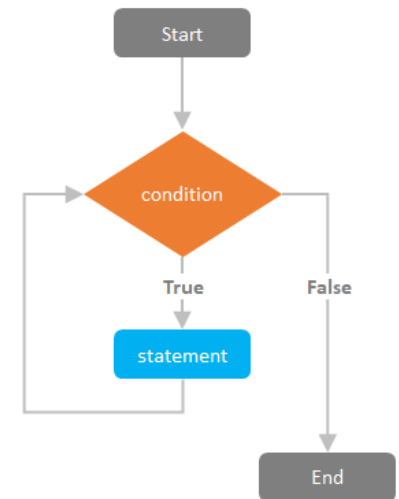 Start
condition
True
False
statement
End